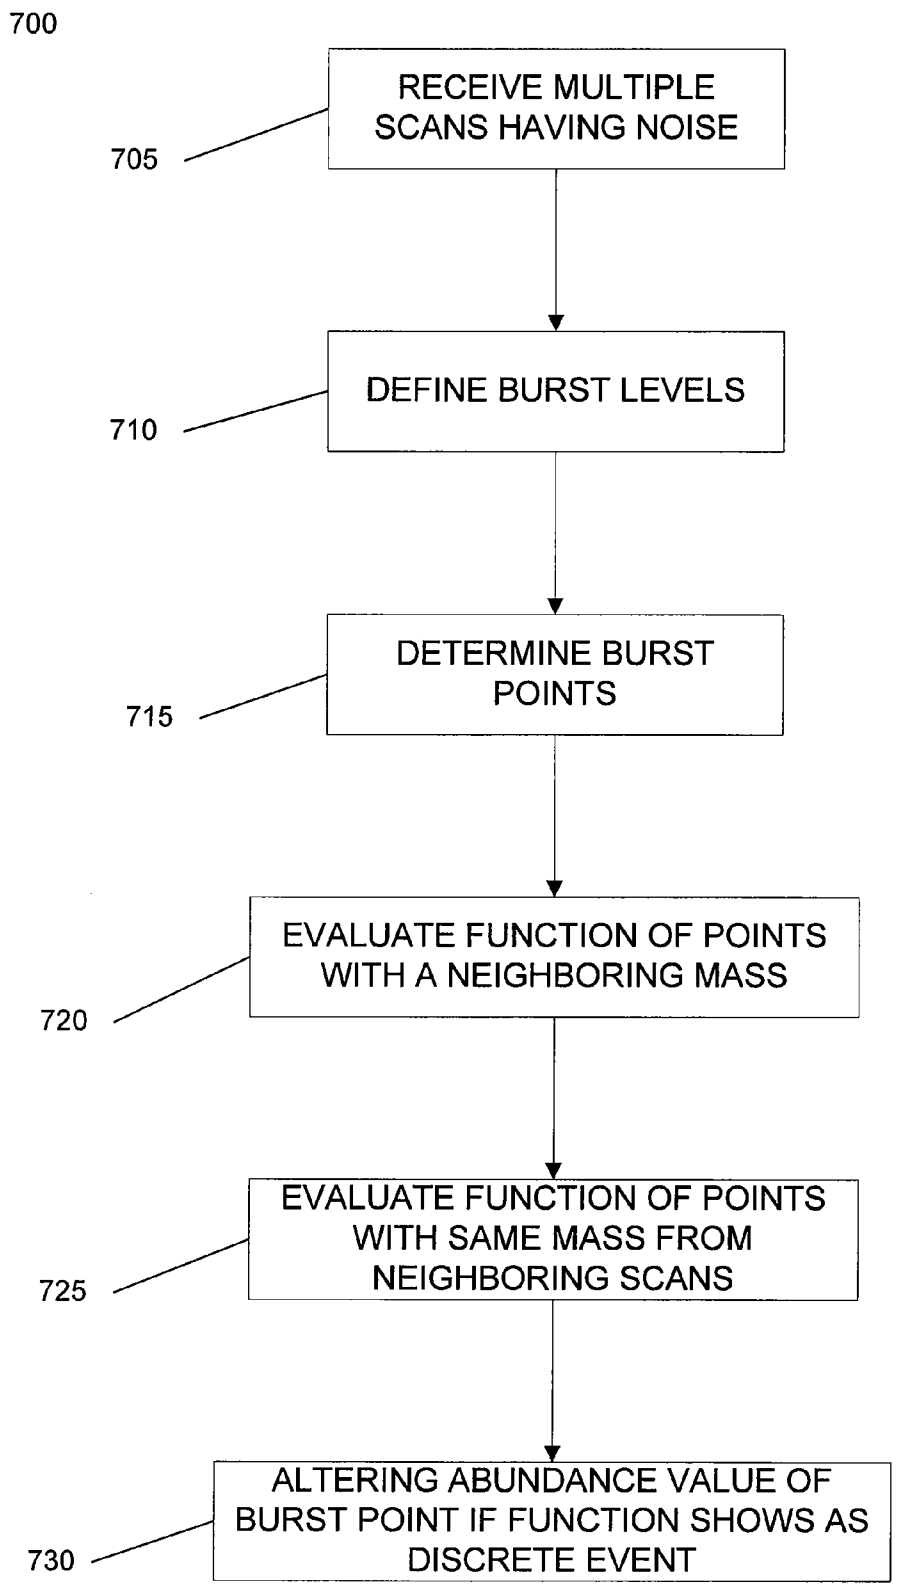 700
RECEIVE MULTIPLE
SCANS HAVING NOISE
705
DEFINE BURST LEVELS
710
DETERMINE BURST
POINTS
715
EVALUATE FUNCTION OF POINTS
WITH A NEIGHBORING MASS
720
EVALUATE FUNCTION OF POINTS
WITH SAME MASS FROM
NEIGHBORING SCANS
725
ALTERING ABUNDANCE VALUE OF
BURST POINT IF FUNCTION SHOWS AS
DISCRETE EVENT
730